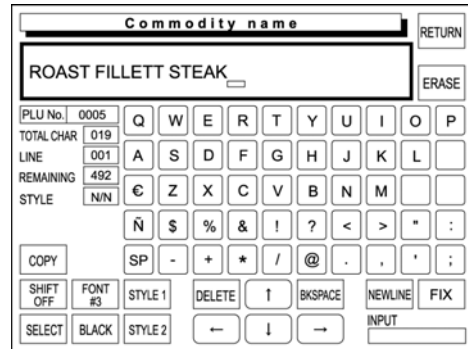 Commodity name
RETURN
ROAST FILLETT STEAK_
ERASE
PLU No. 0005
TOTAL CHAR 019
LINE 001
REMAINING 492
STYLE N/N
Q W E R T Y U I O P
A S D F G H J K L
€ Z X C V B N M
Ñ $ % & ! ? < > " :
COPY SP - + * / @ . , ' ;
SHIFT OFF FONT #3 STYLE 1 DELETE ↑ BKSPACE NEWLINE FIX
SELECT BLACK STYLE 2 ← ↓ → INPUT